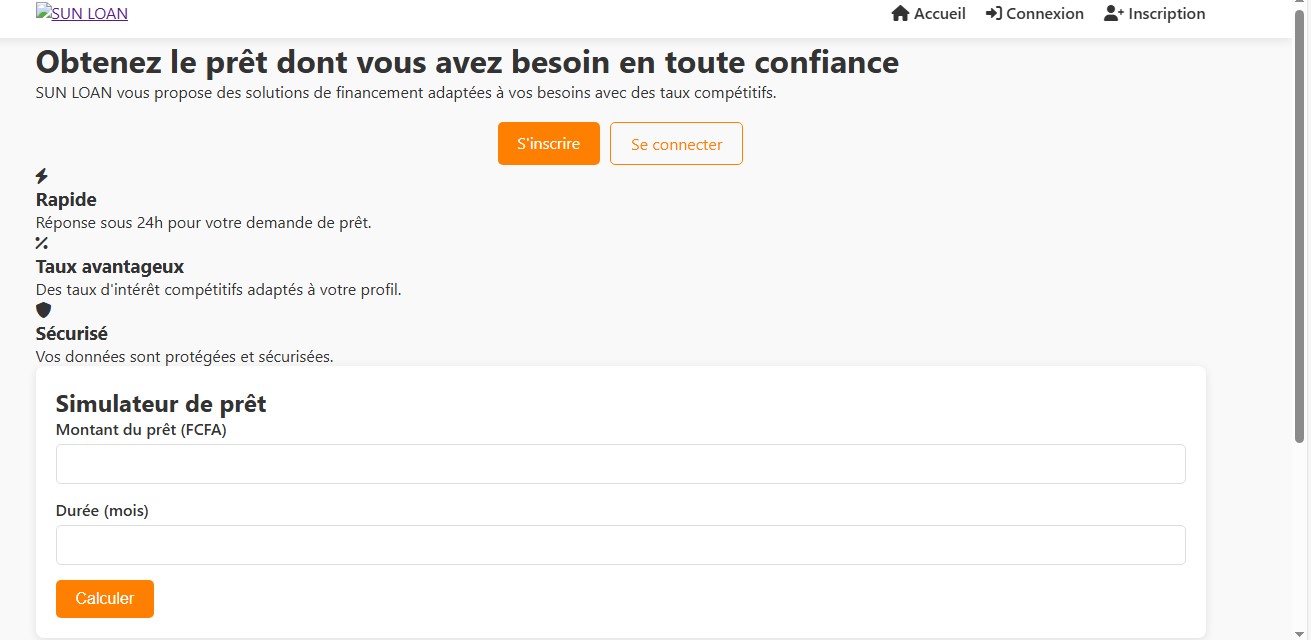 SUN LOAN
Accueil Connexion Inscription
Obtenez le prêt dont vous avez besoin en toute confiance
SUN LOAN vous propose des solutions de financement adaptées à vos besoins avec des taux compétitifs.
S'inscrire Se connecter
Rapide
Réponse sous 24h pour votre demande de prêt.
Taux avantageux
Des taux d'intérêt compétitifs adaptés à votre profil.
Sécurisé
Vos données sont protégées et sécurisées.
Simulateur de prêt
Montant du prêt (FCFA)
Durée (mois)
Calculer